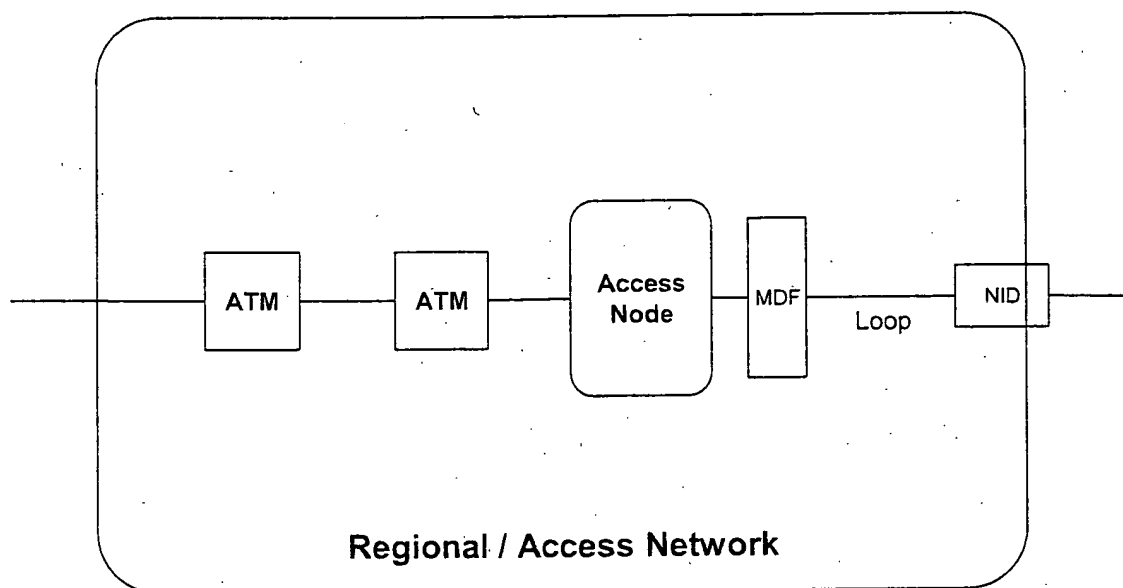 ATM
ATM
Access
Node
MDF
Loop
NID
Regional / Access Network